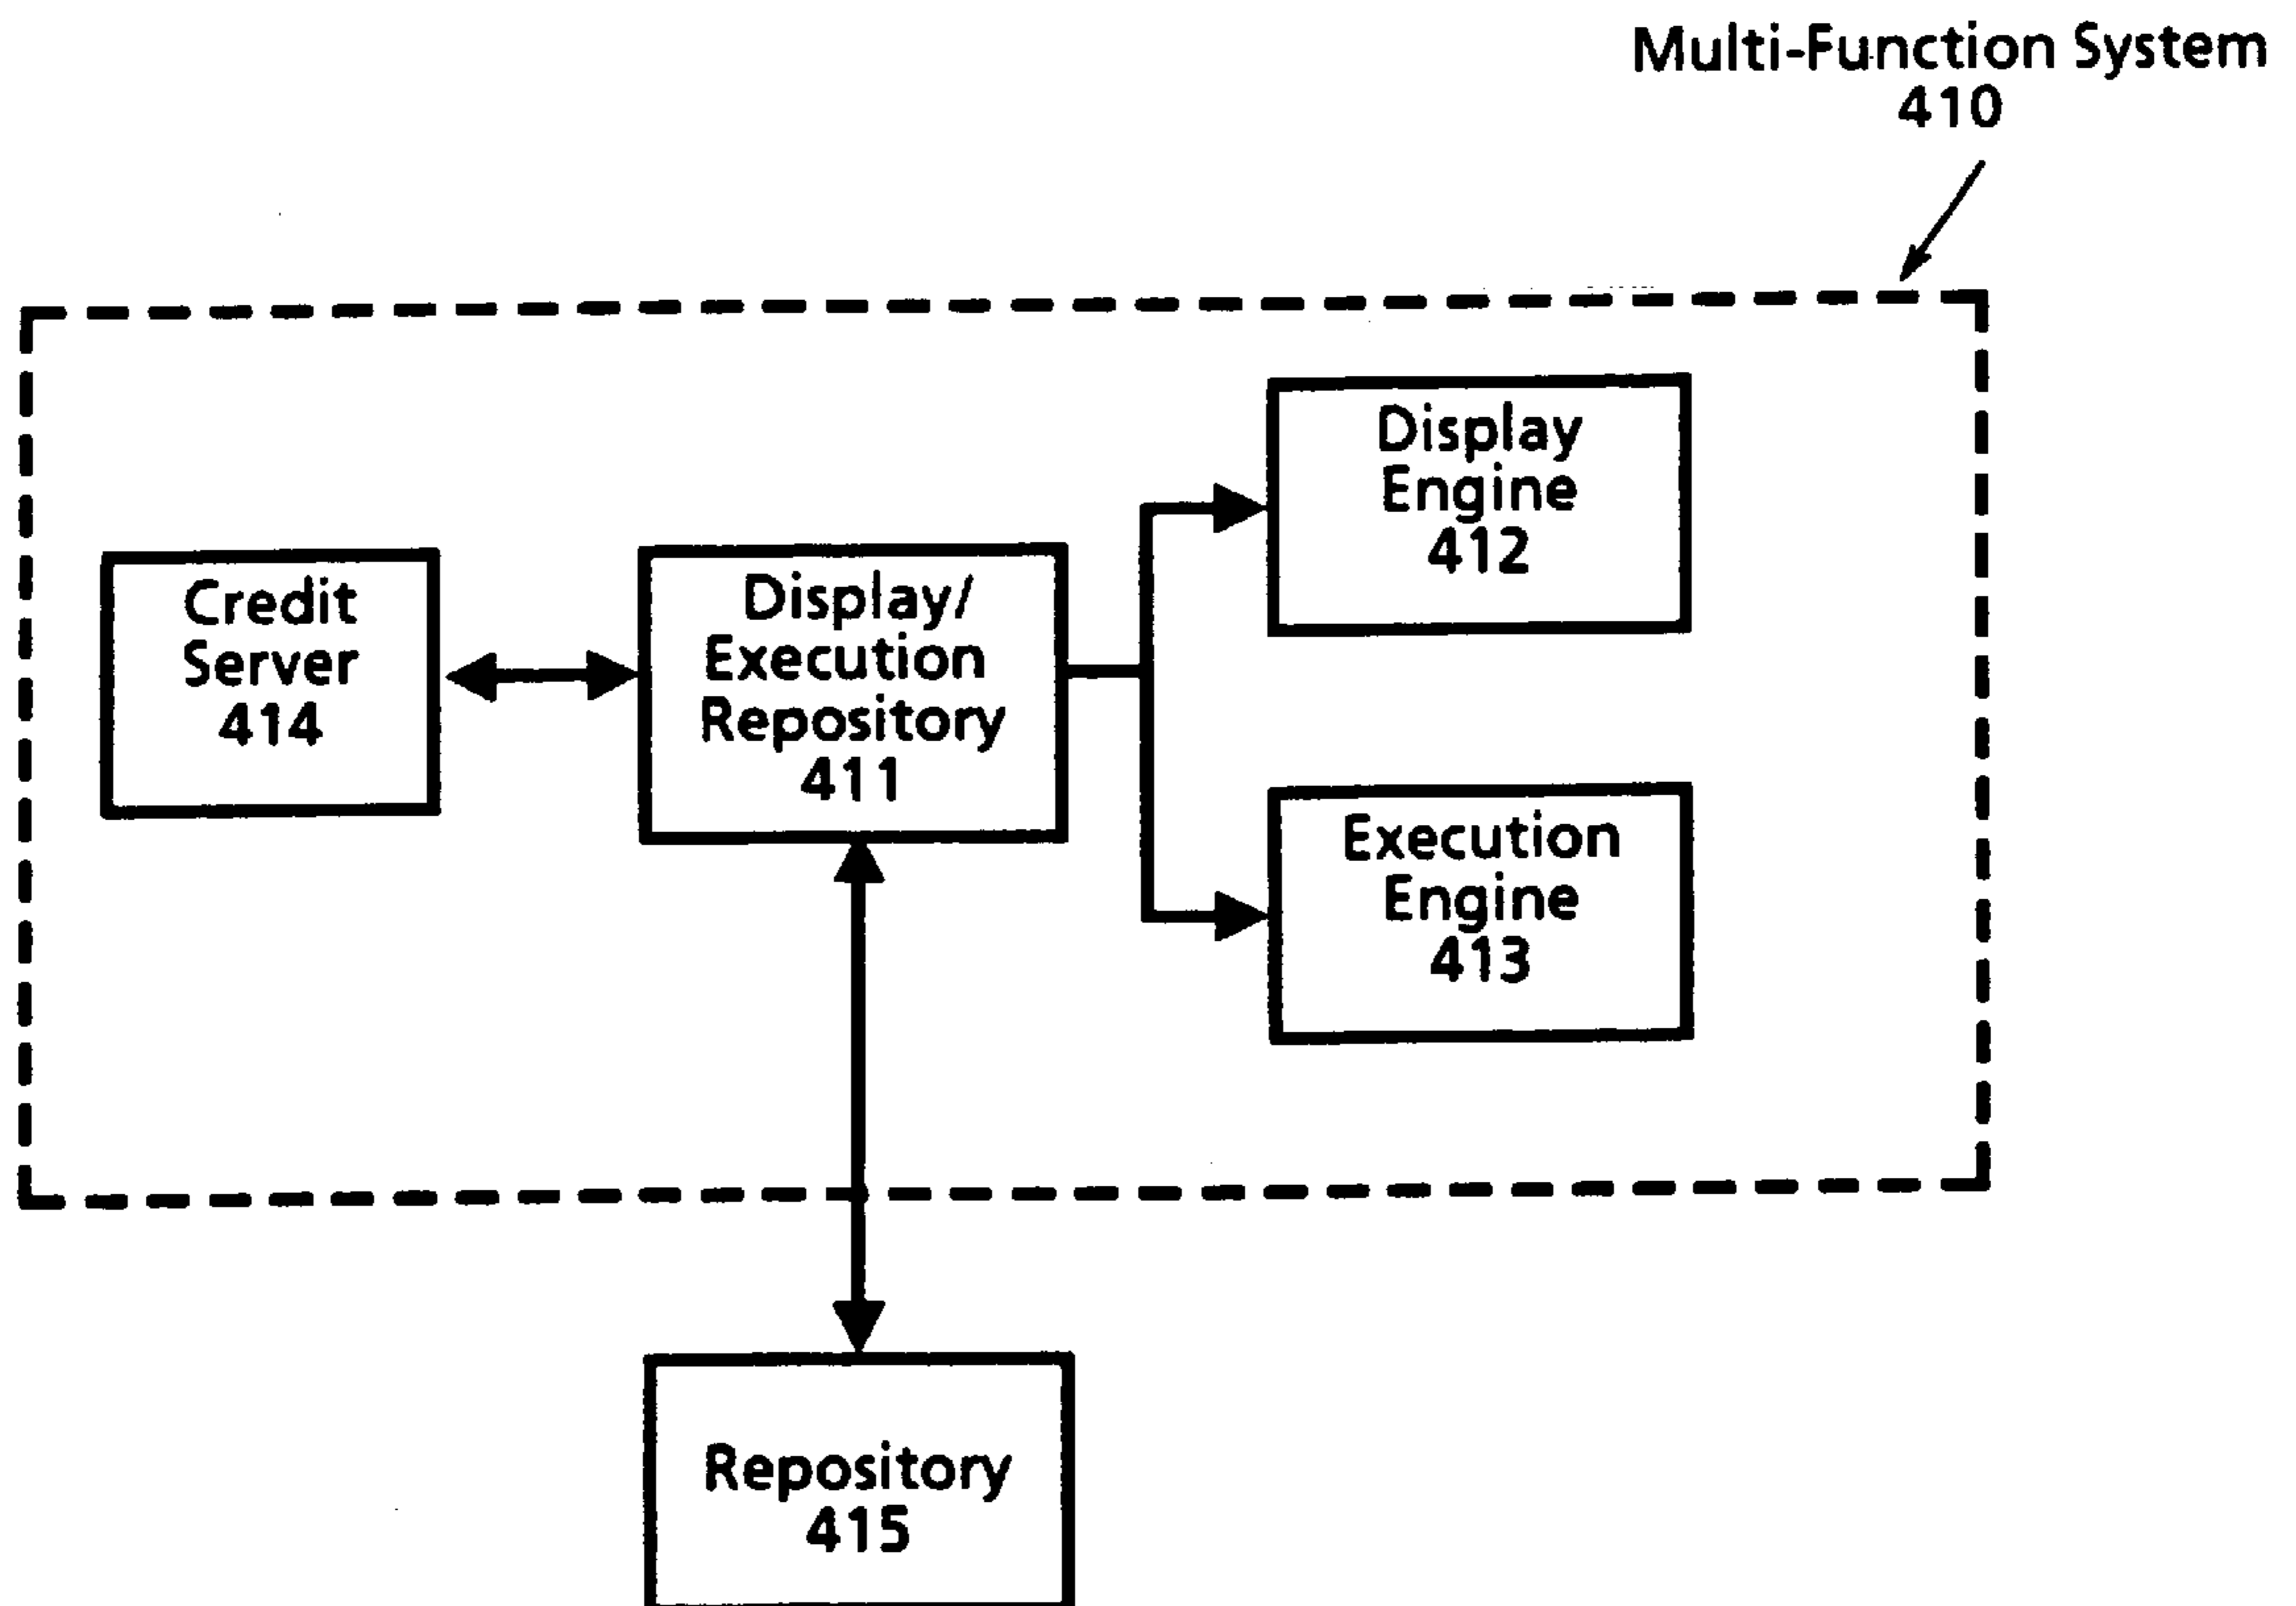 Multi-Function System
410
Display
Engine
412
Credit
Server
414
Display/
Execution
Repository
411
Execution
Engine
413
Repository
415